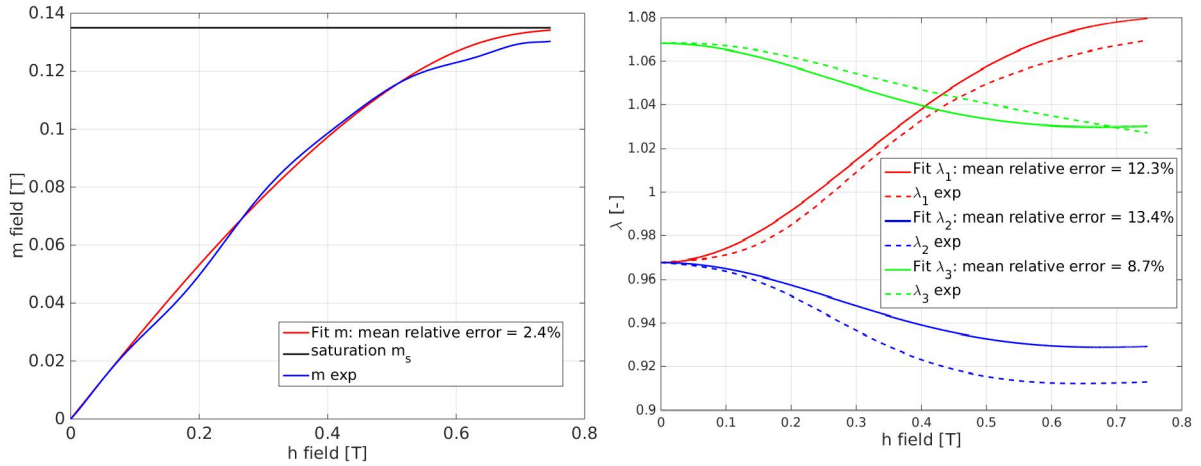 0.14
0.12
0.1
0.08
0.06
0.04
0.02
0
m field [T]
0
0.2
0.4
0.6
0.8
h field [T]
Fit m: mean relative error = 2.4%
saturation m_s
m exp
1.08
1.06
1.04
1.02
1
0.98
0.96
0.94
0.92
0.9
λ [-]
0
0.1
0.2
0.3
0.4
0.5
0.6
0.7
0.8
h field [T]
Fit λ_1: mean relative error = 12.3%
λ_1 exp
Fit λ_2: mean relative error = 13.4%
λ_2 exp
Fit λ_3: mean relative error = 8.7%
λ_3 exp